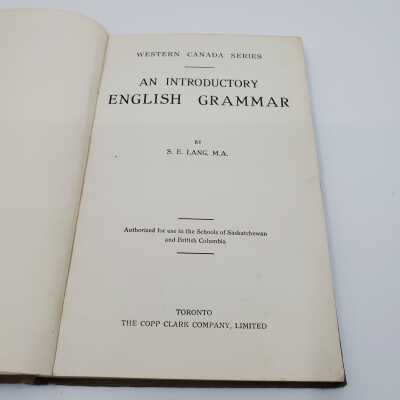 WESTERN CANADA SERIES
AN INTRODUCTORY
ENGLISH GRAMMAR
BY
S. E. LANG, M.A.
Authorized for use in the Schools of Saskatchewan
and British Columbia
TORONTO
THE COPP CLARK COMPANY, LIMITED